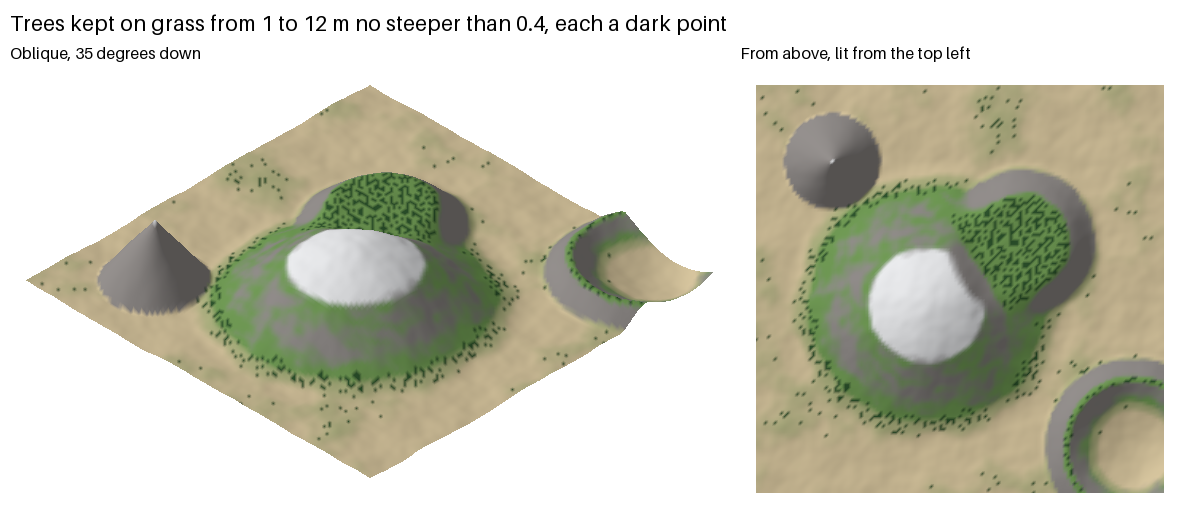 Trees kept on grass from 1 to 12 m no steeper than 0.4, each a dark point
Oblique, 35 degrees down
From above, lit from the top left